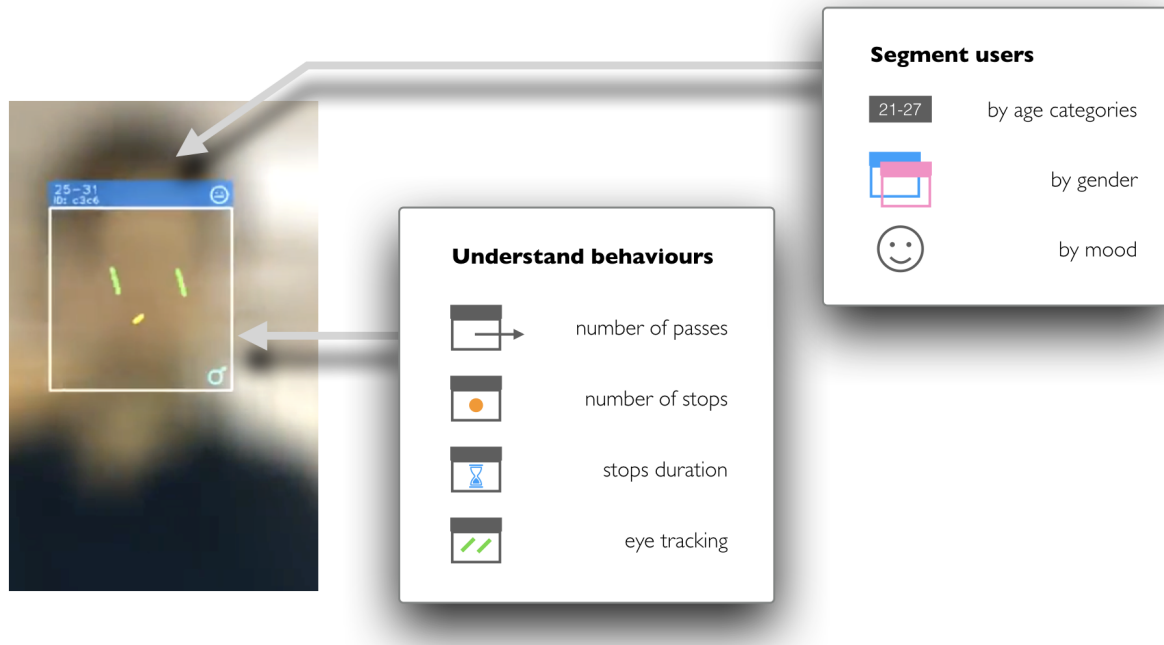 Segment users
21-27
by age categories
by gender
by mood
25-31
ID: c3c6
Understand behaviours
number of passes
number of stops
stops duration
eye tracking